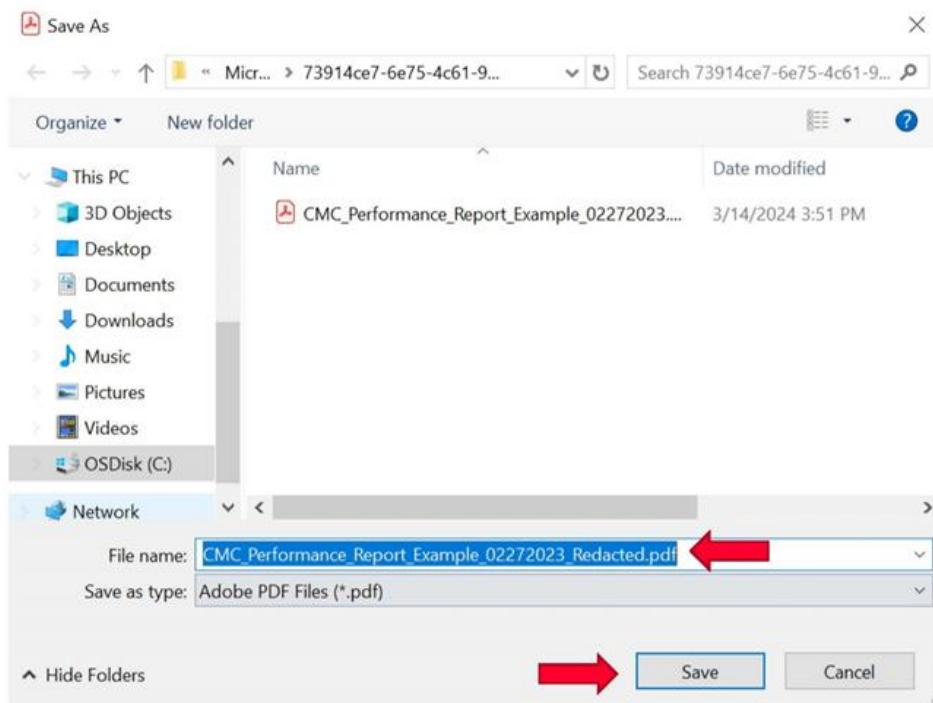 Save As
« Micr... > 73914ce7-6e75-4c61-9...
Search 73914ce7-6e75-4c61-9...
Organize
New folder
?
Name
Date modified
This PC
3D Objects
CMC_Performance_Report_Example_02272023....
3/14/2024 3:51 PM
Desktop
Documents
Downloads
Music
Pictures
Videos
OSDisk (C:)
Network
File name: CMC_Performance_Report_Example_02272023_Redacted.pdf
Save as type: Adobe PDF Files (*.pdf)
Hide Folders
Save
Cancel